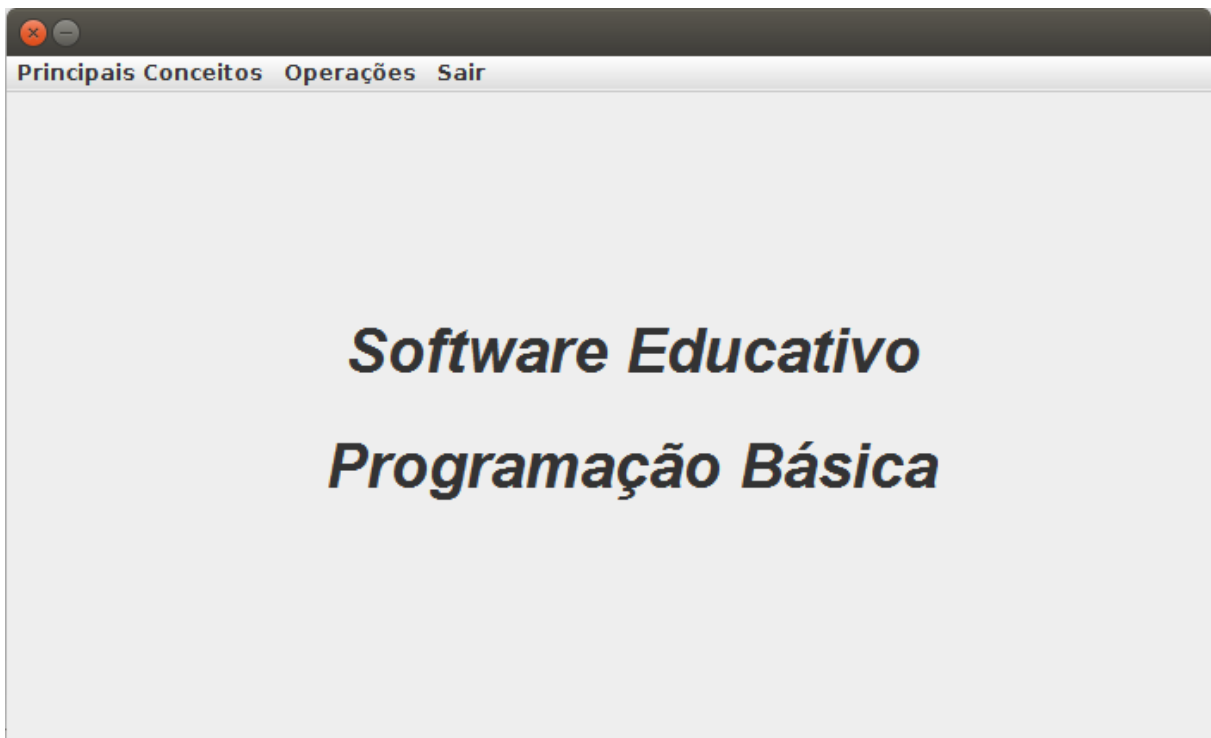 Principais Conceitos Operações Sair
Software Educativo
Programação Básica